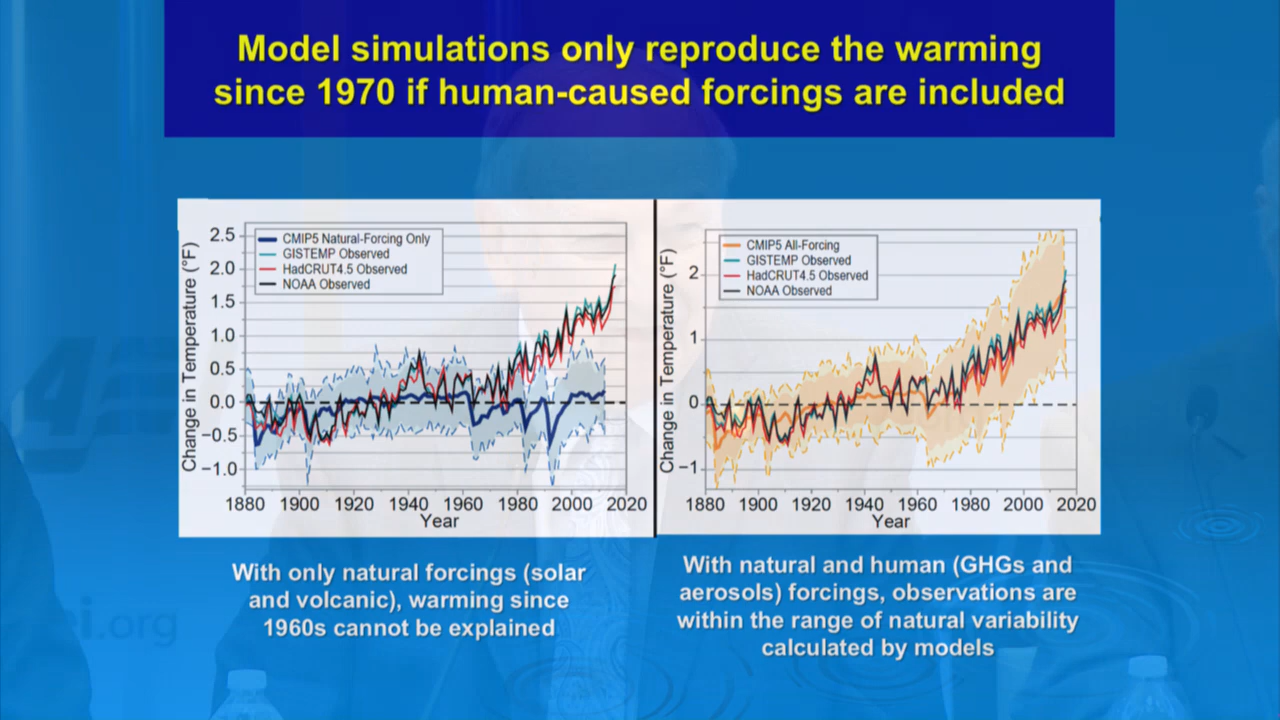 Model simulations only reproduce the warming
since 1970 if human-caused forcings are included
Change in Temperature (°F)
2.5
2.0
1.5
1.0
0.5
0.0
−0.5
−1.0
CMIP5 Natural-Forcing Only
GISTEMP Observed
HadCRUT4.5 Observed
NOAA Observed
1880 1900 1920 1940 1960 1980 2000 2020
Year
Change in Temperature (°F)
2
1
0
−1
CMIP5 All-Forcing
GISTEMP Observed
HadCRUT4.5 Observed
NOAA Observed
1880 1900 1920 1940 1960 1980 2000 2020
Year
With only natural forcings (solar
and volcanic), warming since
1960s cannot be explained
With natural and human (GHGs and
aerosols) forcings, observations are
within the range of natural variability
calculated by models
ei.org